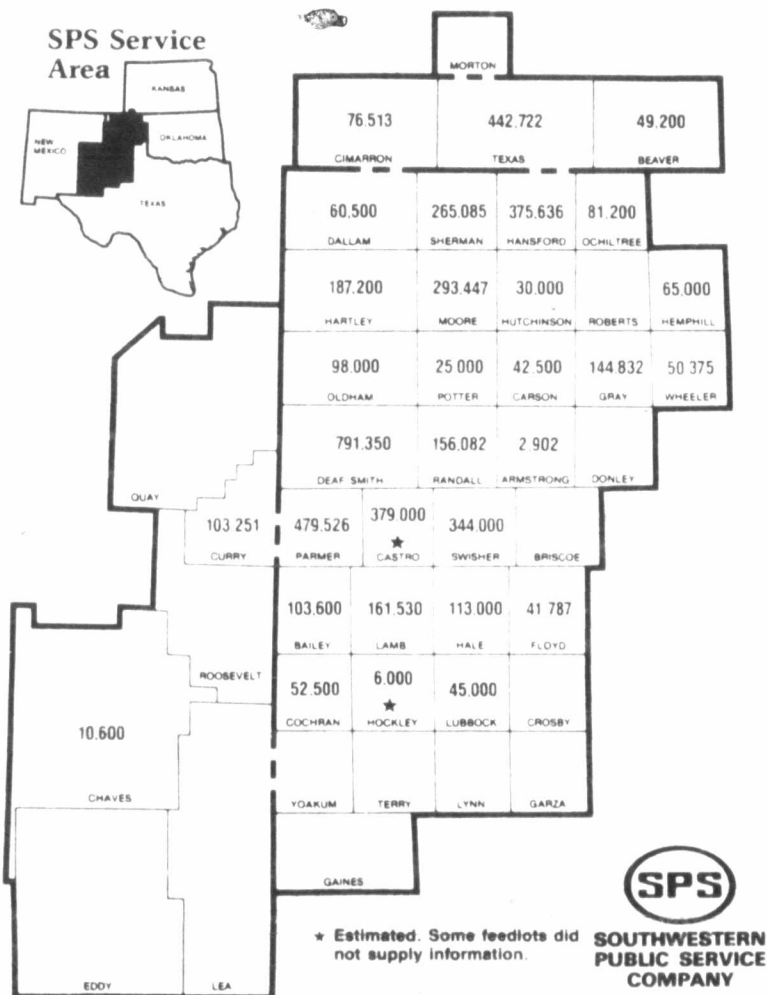 SPS Service
Area
KANSAS
NEW
MEXICO
OKLAHOMA
TEXAS
MORTON
76.513 442.722 49.200
CIMARRON TEXAS BEAVER
60.500 265.085 375.636 81.200
DALLAM SHERMAN HANSFORD OCHILTREE
187.200 293.447 30.000 65.000
HARTLEY MOORE HUTCHINSON ROBERTS HEMPHILL
98.000 25 000 42.500 144.832 50 375
OLDHAM POTTER CARSON GRAY WHEELER
791.350 156.082 2.902
DEAF SMITH RANDALL ARMSTRONG DONLEY
QUAY
103 251 479.526 379.000 344.000
★
CURRY PARMER CASTRO SWISHER BRISCOE
103.600 161.530 113.000 41 787
BAILEY LAMB HALE FLOYD
ROOSEVELT
52.500 6.000 45.000
★
COCHRAN HOCKLEY LUBBOCK CROSBY
10.600
CHAVES
YOAKUM TERRY LYNN GARZA
GAINES
EDDY LEA
★ Estimated. Some feedlots did
not supply information.
SPS
SOUTHWESTERN
PUBLIC SERVICE
COMPANY